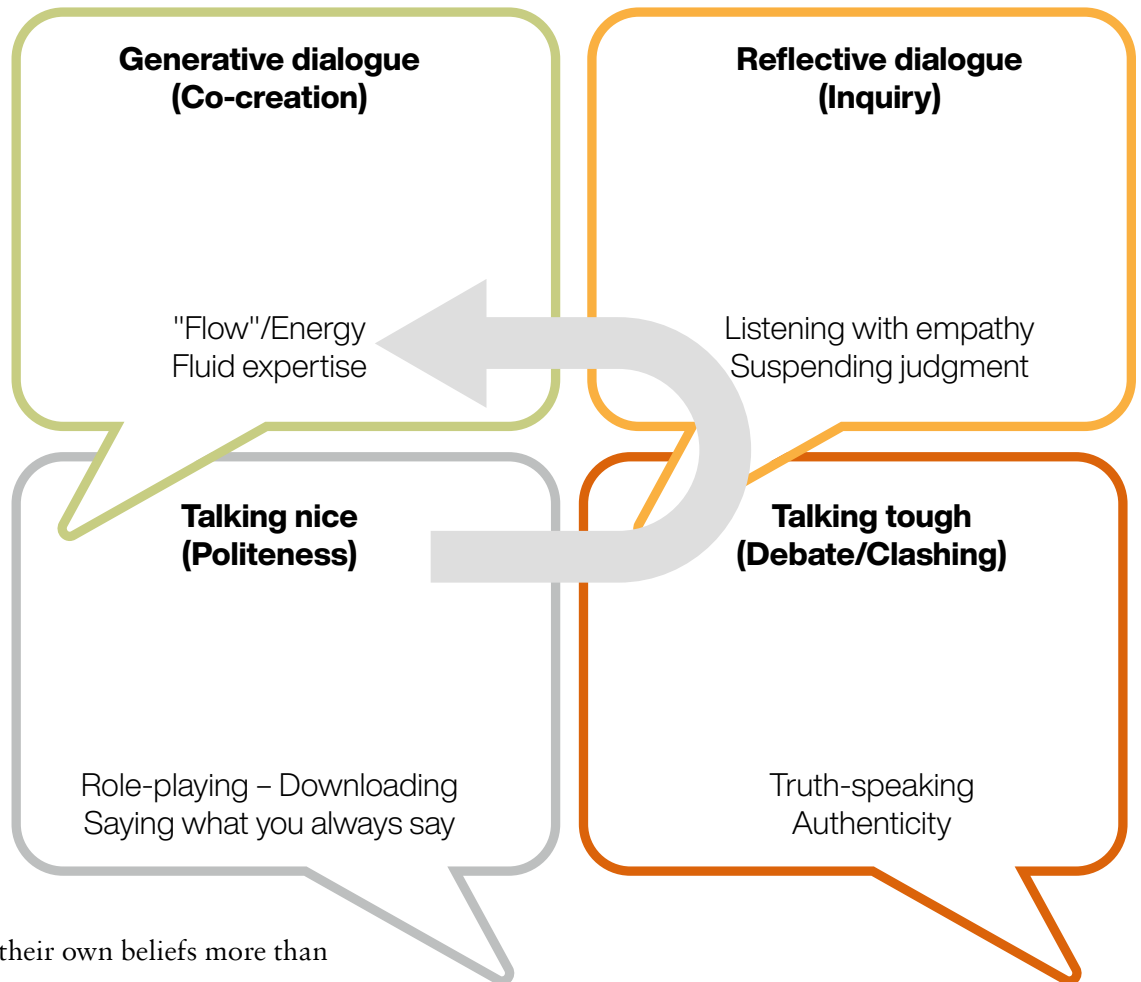 Generative dialogue
(Co-creation)
"Flow"/Energy
Fluid expertise
Reflective dialogue
(Inquiry)
Listening with empathy
Suspending judgment
Talking nice
(Politeness)
Role-playing – Downloading
Saying what you always say
Talking tough
(Debate/Clashing)
Truth-speaking
Authenticity
their own beliefs more than